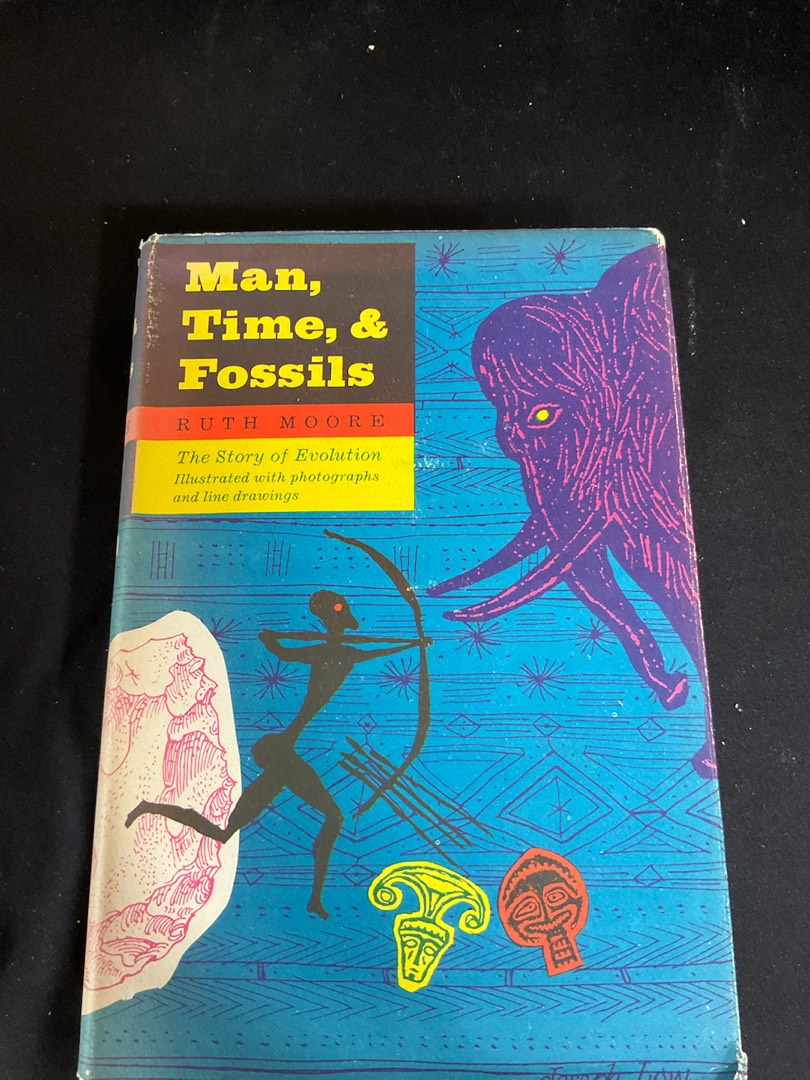 Man,
Time, &
Fossils
RUTH MOORE
The Story of Evolution
Illustrated with photographs
and line drawings